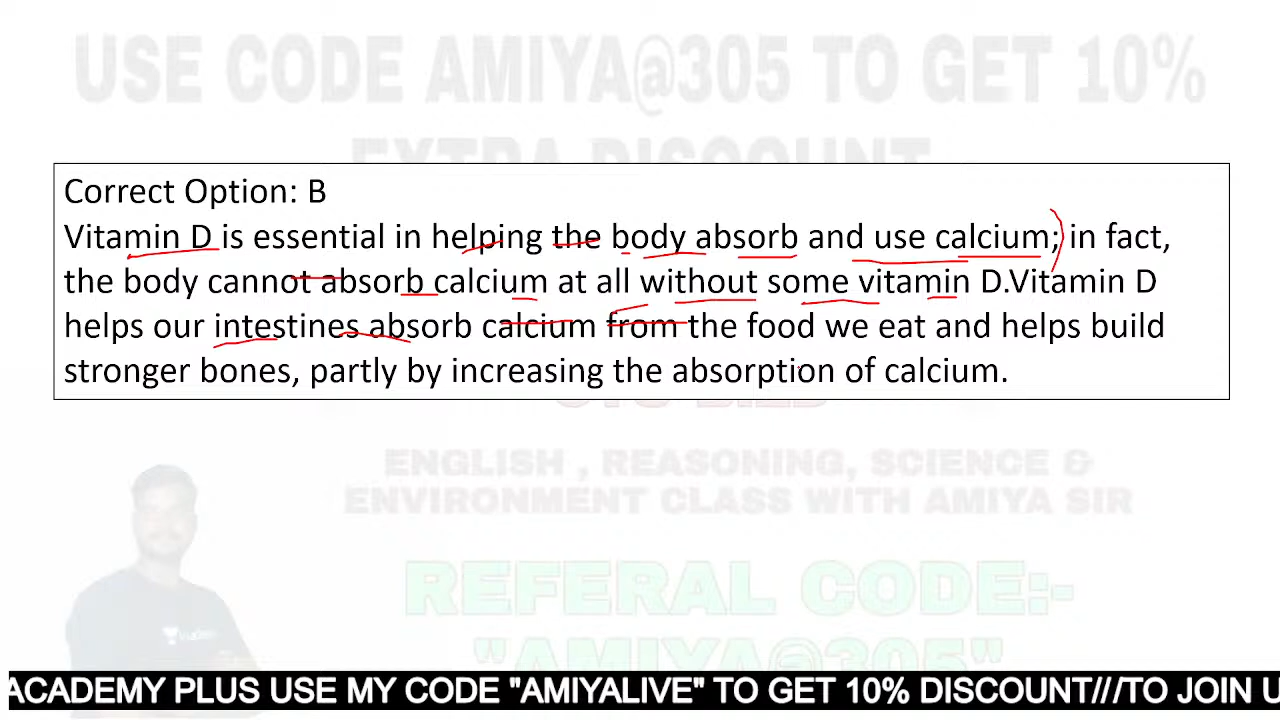 USE CODE AMIYA@305 TO GET 10%
EXTRA DISCOUNT
Correct Option: B
Vitamin D is essential in helping the body absorb and use calcium; in fact,
the body cannot absorb calcium at all without some vitamin D.Vitamin D
helps our intestines absorb calcium from the food we eat and helps build
stronger bones, partly by increasing the absorption of calcium.
ENGLISH , REASONING, SCIENCE &
ENVIRONMENT CLASS WITH AMIYA SIR
REFERAL CODE:-
"AMIYA@305"
ACADEMY PLUS USE MY CODE "AMIYALIVE" TO GET 10% DISCOUNT///TO JOIN U